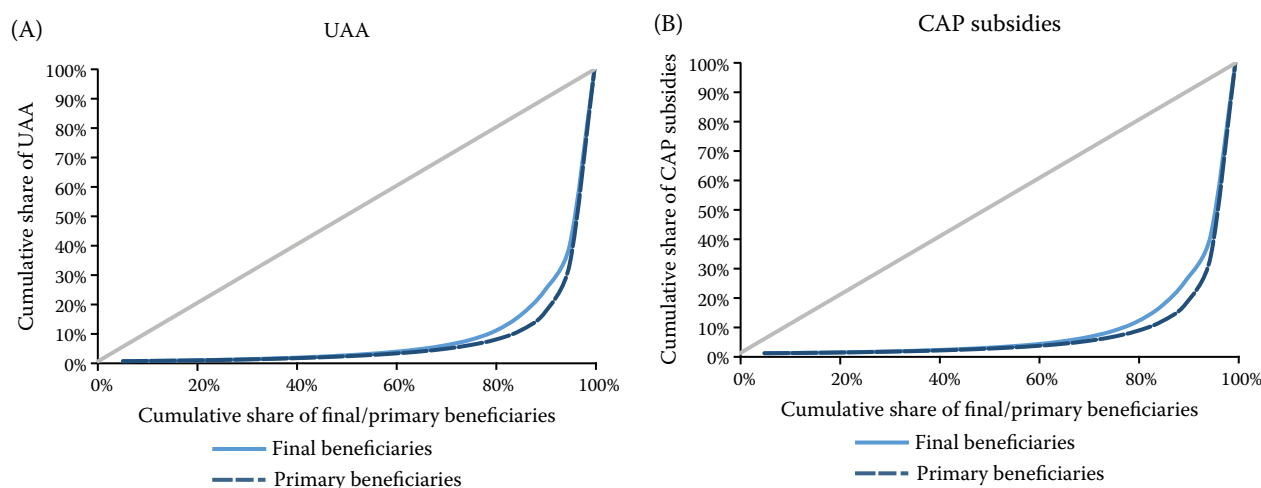 (A)
UAA
Cumulative share of UAA
100%
90%
80%
70%
60%
50%
40%
30%
20%
10%
0%
0% 20% 40% 60% 80% 100%
Cumulative share of final/primary beneficiaries
Final beneficiaries
Primary beneficiaries
(B)
CAP subsidies
Cumulative share of CAP subsidies
100%
90%
80%
70%
60%
50%
40%
30%
20%
10%
0%
0% 20% 40% 60% 80% 100%
Cumulative share of final/primary beneficiaries
Final beneficiaries
Primary beneficiaries